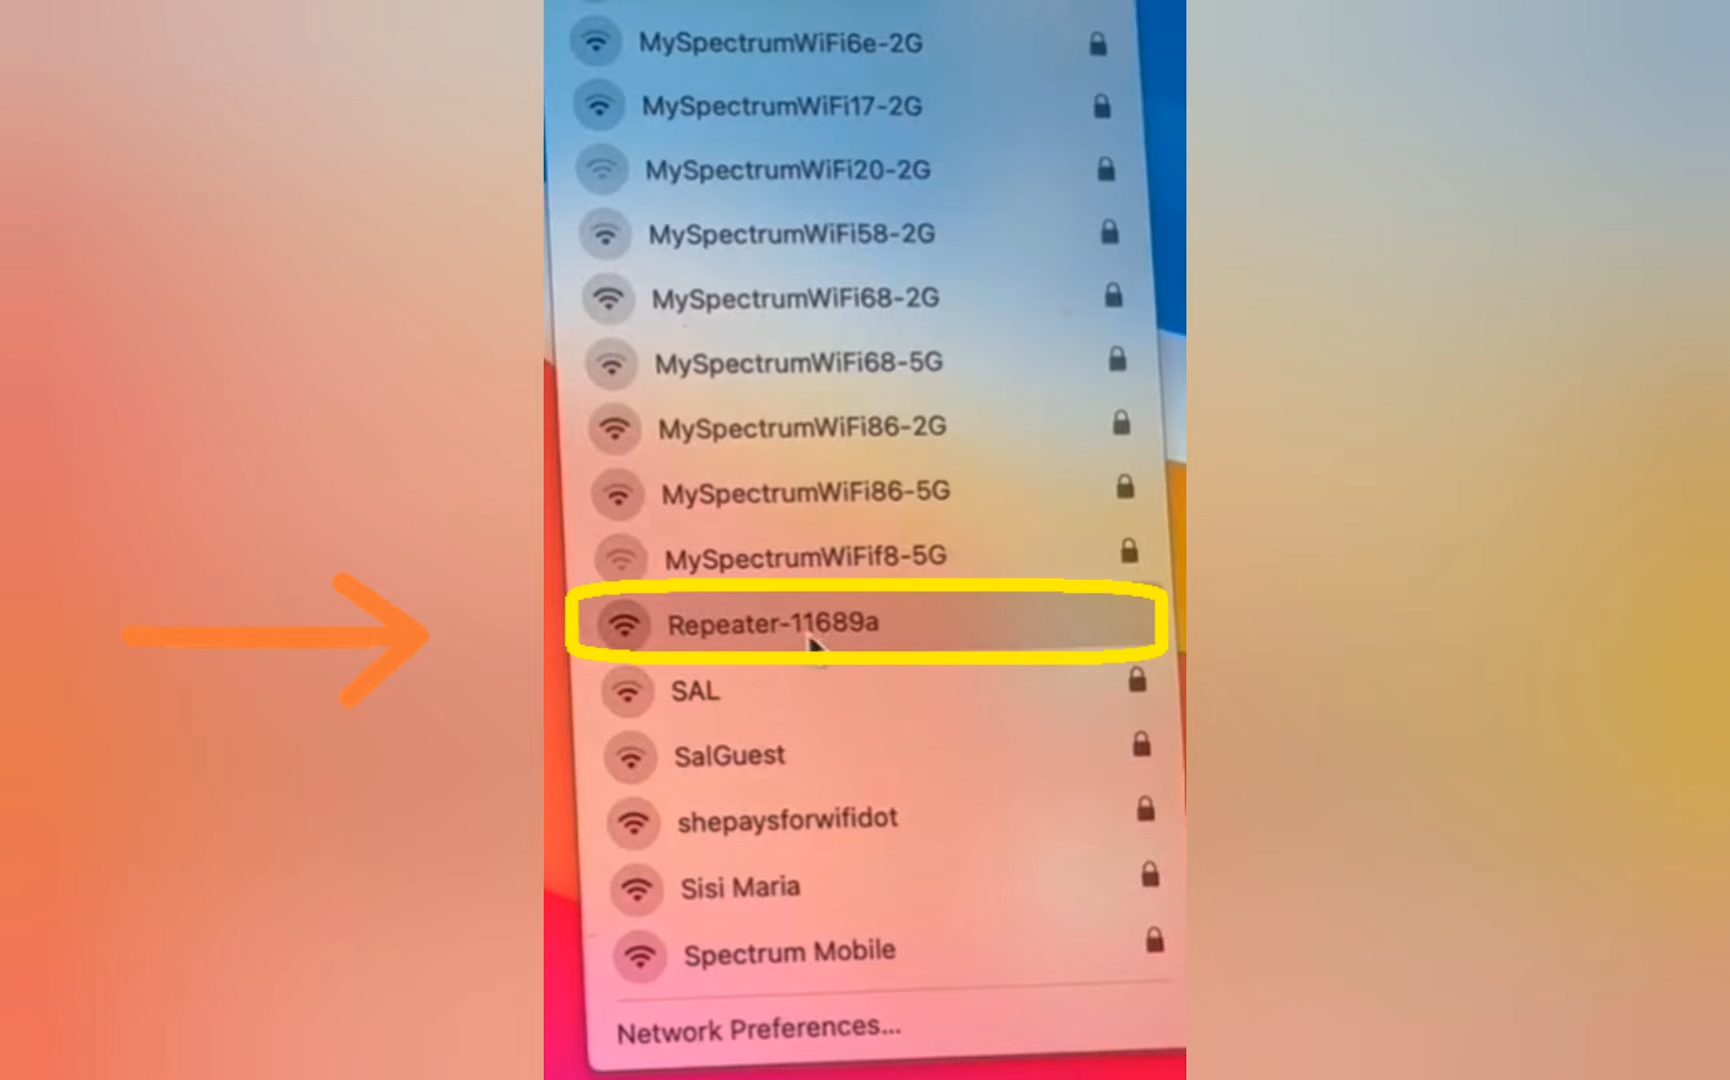 MySpectrumWiFi6e-2G
MySpectrumWiFi17-2G
MySpectrumWiFi20-2G
MySpectrumWiFi58-2G
MySpectrumWiFi68-2G
MySpectrumWiFi68-5G
MySpectrumWiFi86-2G
MySpectrumWiFi86-5G
MySpectrumWiFif8-5G
Repeater-11689a
SAL
SalGuest
shepaysforwifidot
Sisi Maria
Spectrum Mobile
Network Preferences...